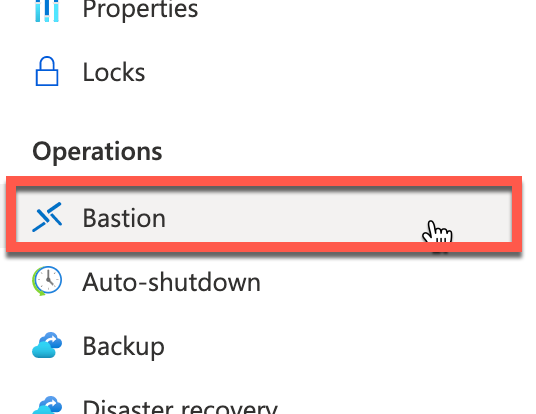 Properties
Locks
Operations
Bastion
Auto-shutdown
Backup
Disaster recovery